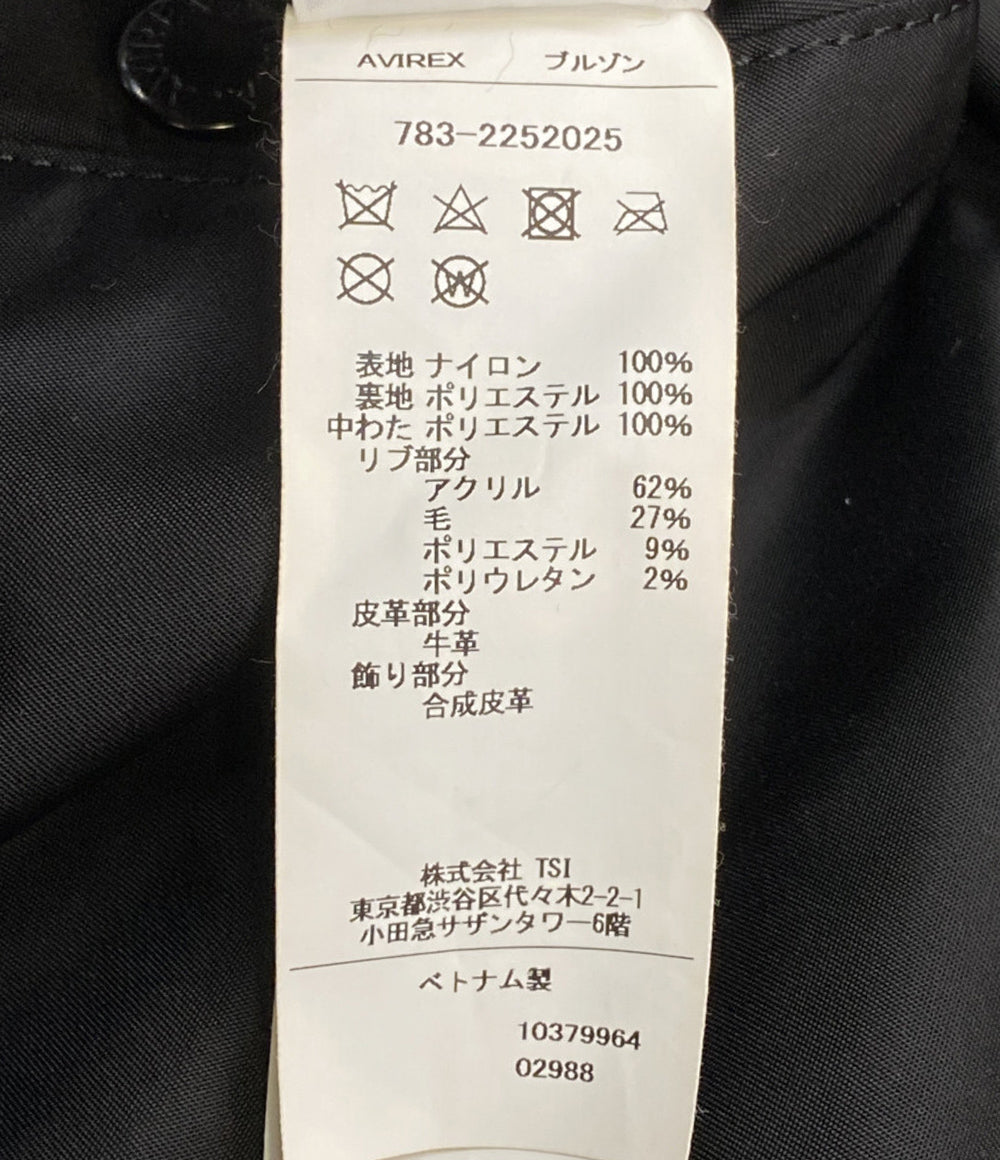 AVIREX ブルゾン
783-2252025
W
表地 ナイロン 100%
裏地 ポリエステル 100%
中わた ポリエステル 100%
リブ部分
アクリル 62%
毛 27%
ポリエステル 9%
ポリウレタン 2%
皮革部分
牛革
飾り部分
合成皮革
株式会社 TSI
東京都渋谷区代々木2-2-1
小田急サザンタワー6階
ベトナム製
10379964
02988